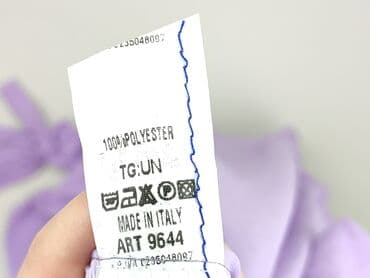 100%POLYESTER
TG:UN
MADE IN ITALY
ART 9644